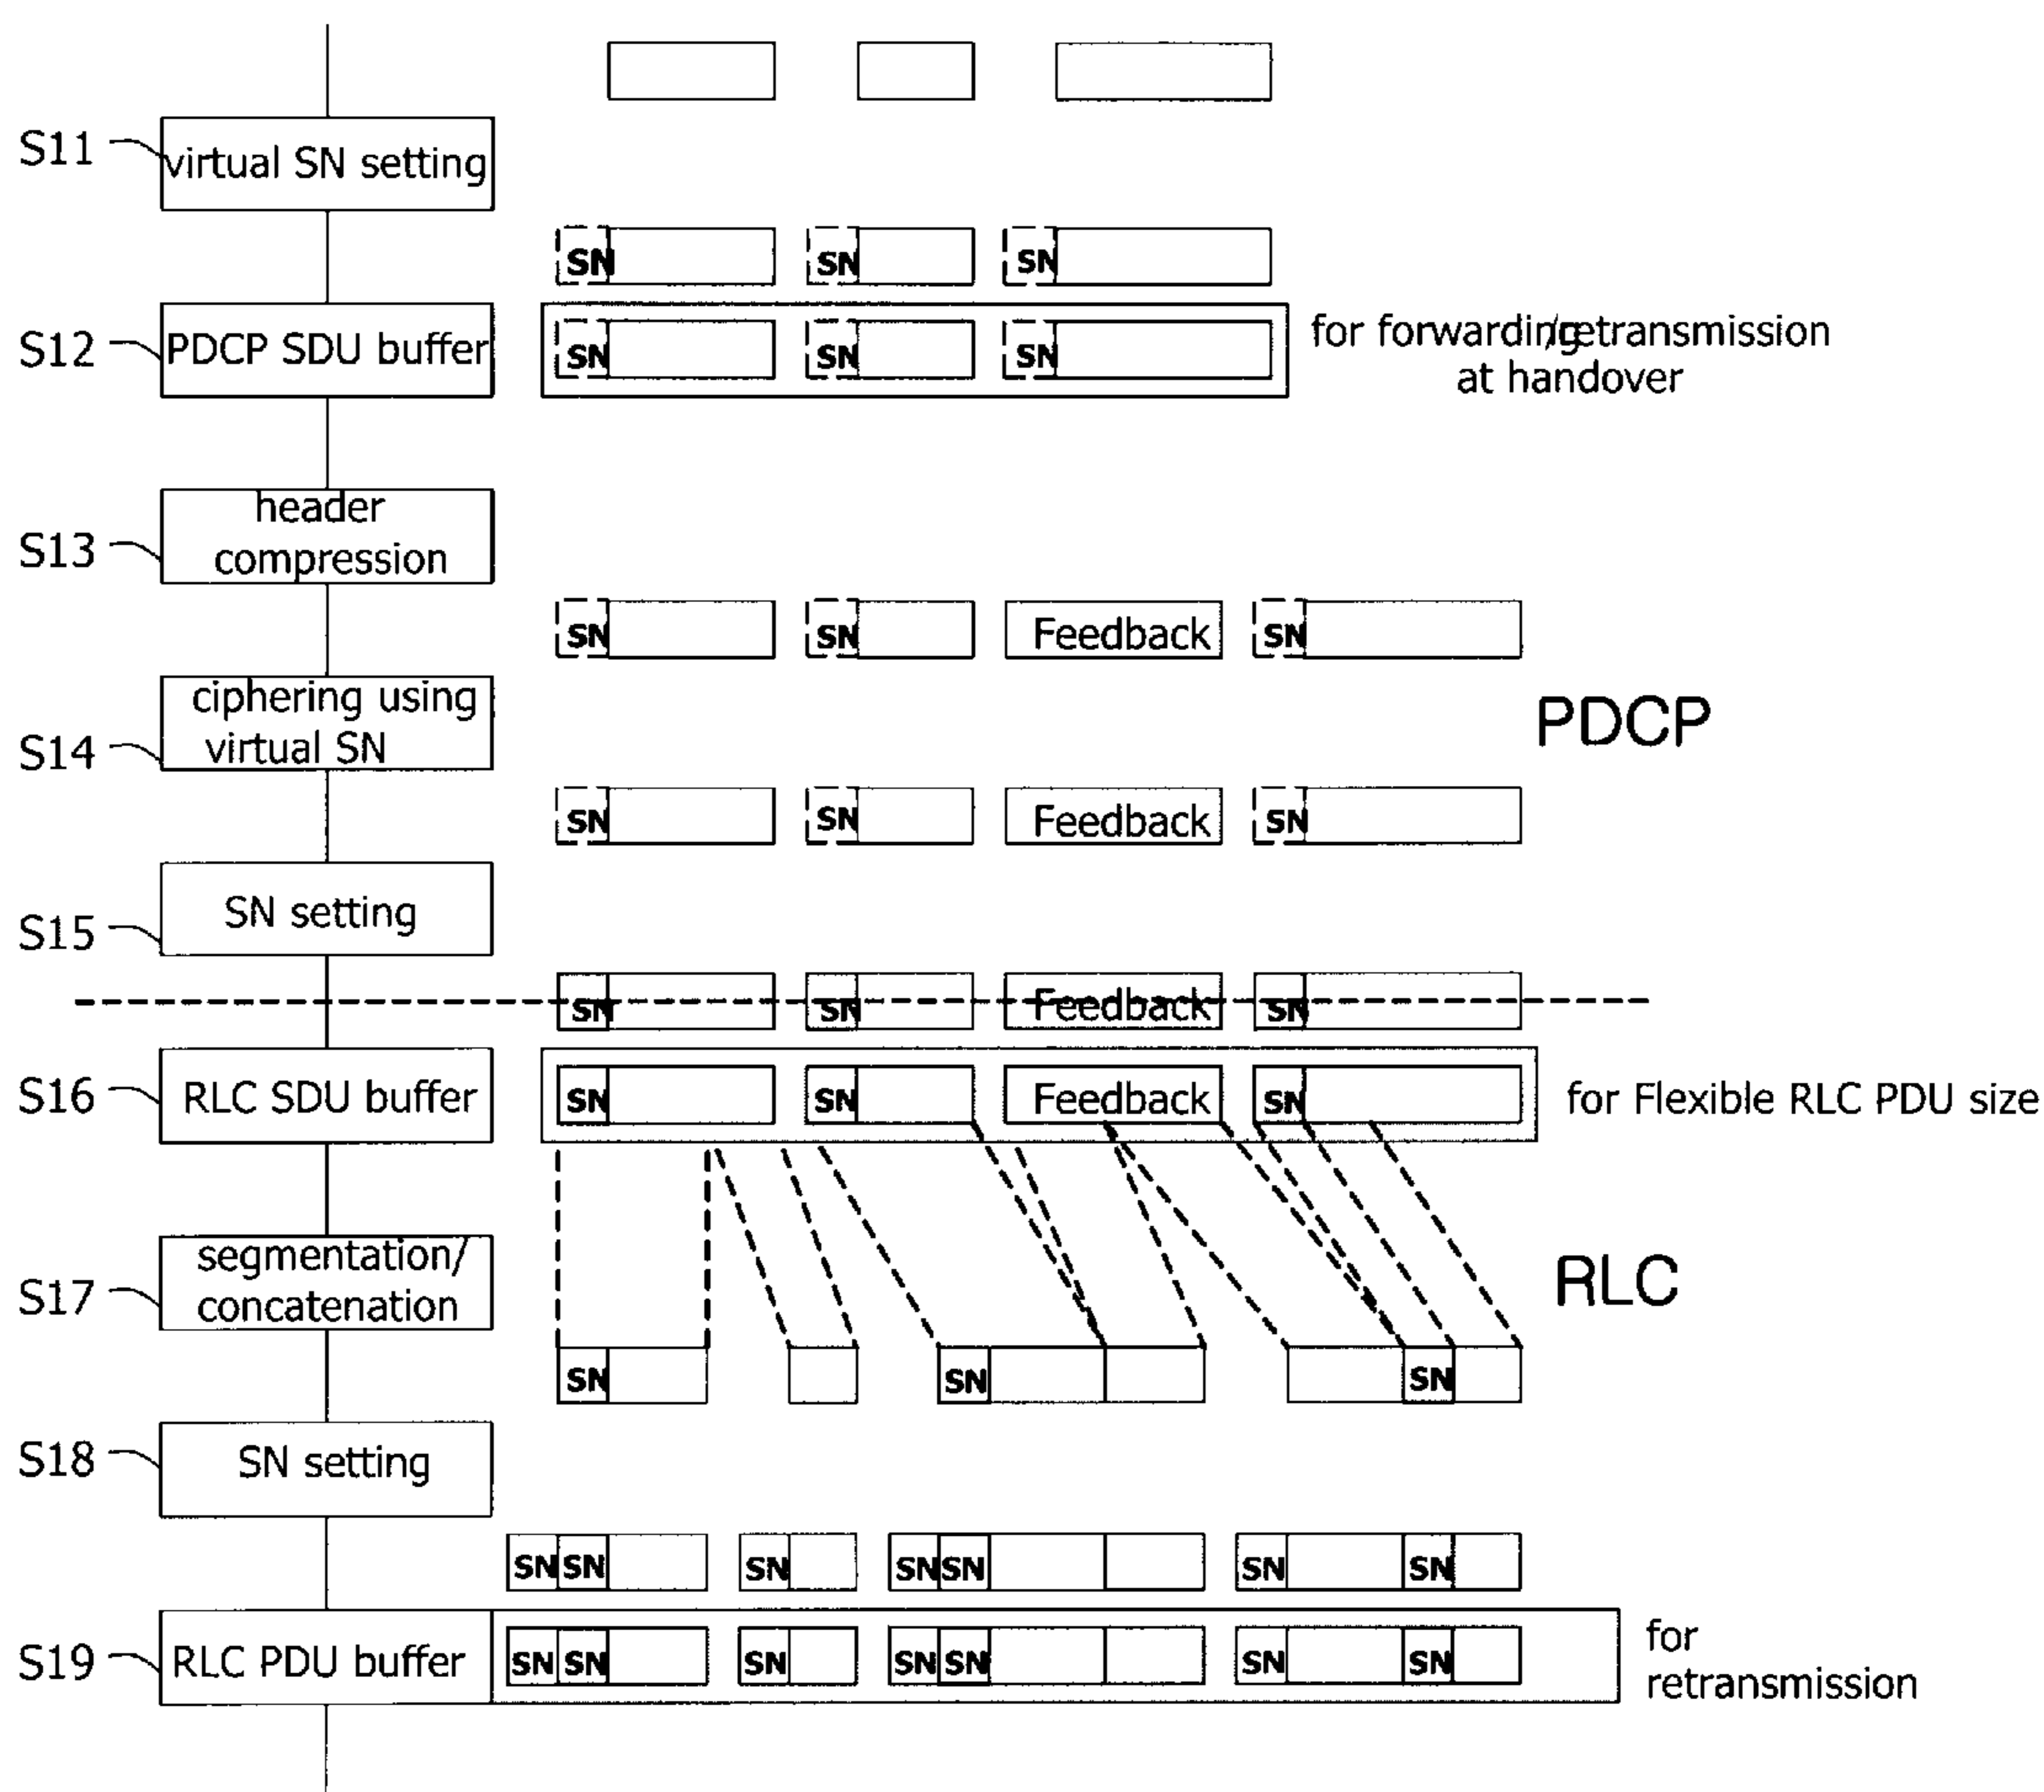 S11
virtual SN setting
SN SN SN
S12
PDCP SDU buffer
SN SN SN
for forwarding/retransmission
at handover
S13
header
compression
SN SN Feedback SN
S14
ciphering using
virtual SN
PDCP
SN SN Feedback SN
S15
SN setting
SN SN Feedback SN
S16
RLC SDU buffer
SN SN Feedback SN
for Flexible RLC PDU size
S17
segmentation/
concatenation
RLC
SN SN SN
S18
SN setting
SN SN SN SN SN SN SN
S19
RLC PDU buffer
SN SN SN SN SN SN SN
for
retransmission